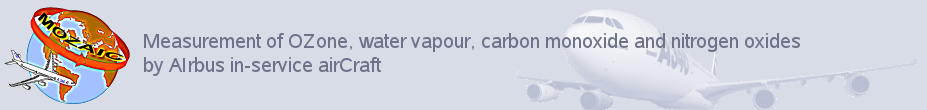 MOZAIC
Measurement of OZone, water vapour, carbon monoxide and nitrogen oxides
by AIrbus in-service airCraft